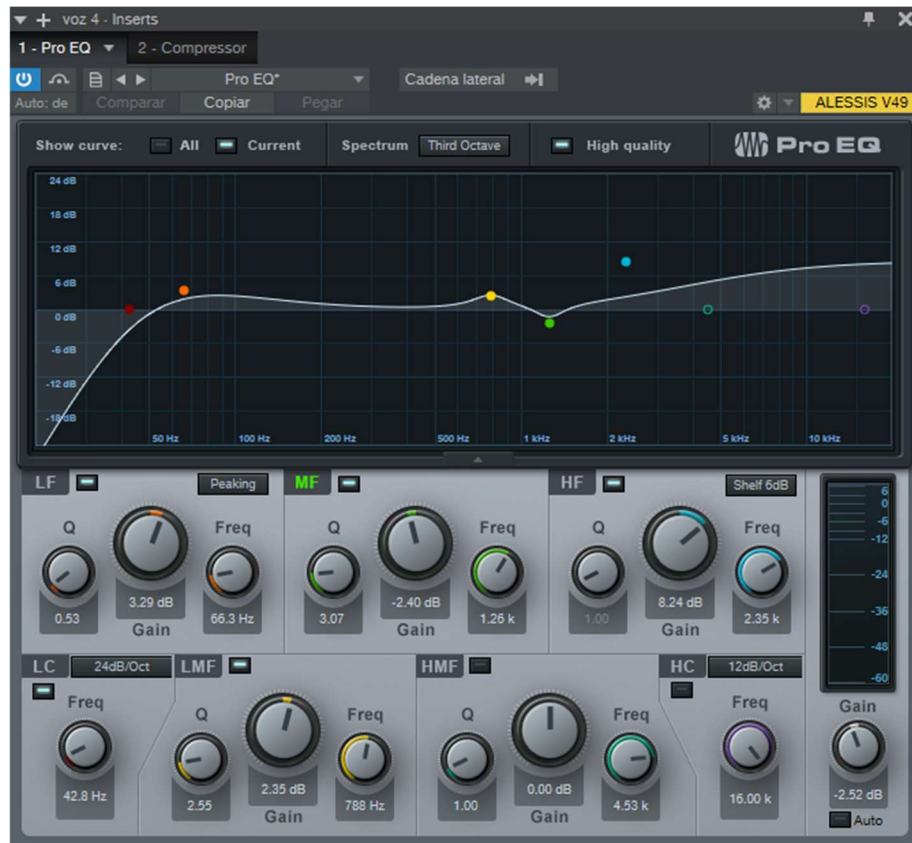 voz 4 - Inserts
1 - Pro EQ 2 - Compressor
Pro EQ* Cadena lateral
Auto: de Comparar Copiar Pegar ALESSIS V49
Show curve: All Current Spectrum Third Octave High quality Pro EQ
24 dB
18 dB
12 dB
6 dB
0 dB
-6 dB
-12 dB
-18 dB
50 Hz 100 Hz 200 Hz 500 Hz 1 kHz 2 kHz 5 kHz 10 kHz
LF Peaking MF HF Shelf 6dB
Q Freq Q Freq Q Freq
0.53 3.29 dB 66.3 Hz 3.07 -2.40 dB 1.26 k 1.00 8.24 dB 2.35 k
Gain Gain Gain
6
0
-6
-12
-24
-36
-48
-60
LC 24dB/Oct LMF HMF HC 12dB/Oct
Freq Q Freq Q Freq Freq Gain
42.8 Hz 2.55 2.35 dB 788 Hz 1.00 0.00 dB 4.53 k 16.00 k -2.52 dB
Gain Gain Auto